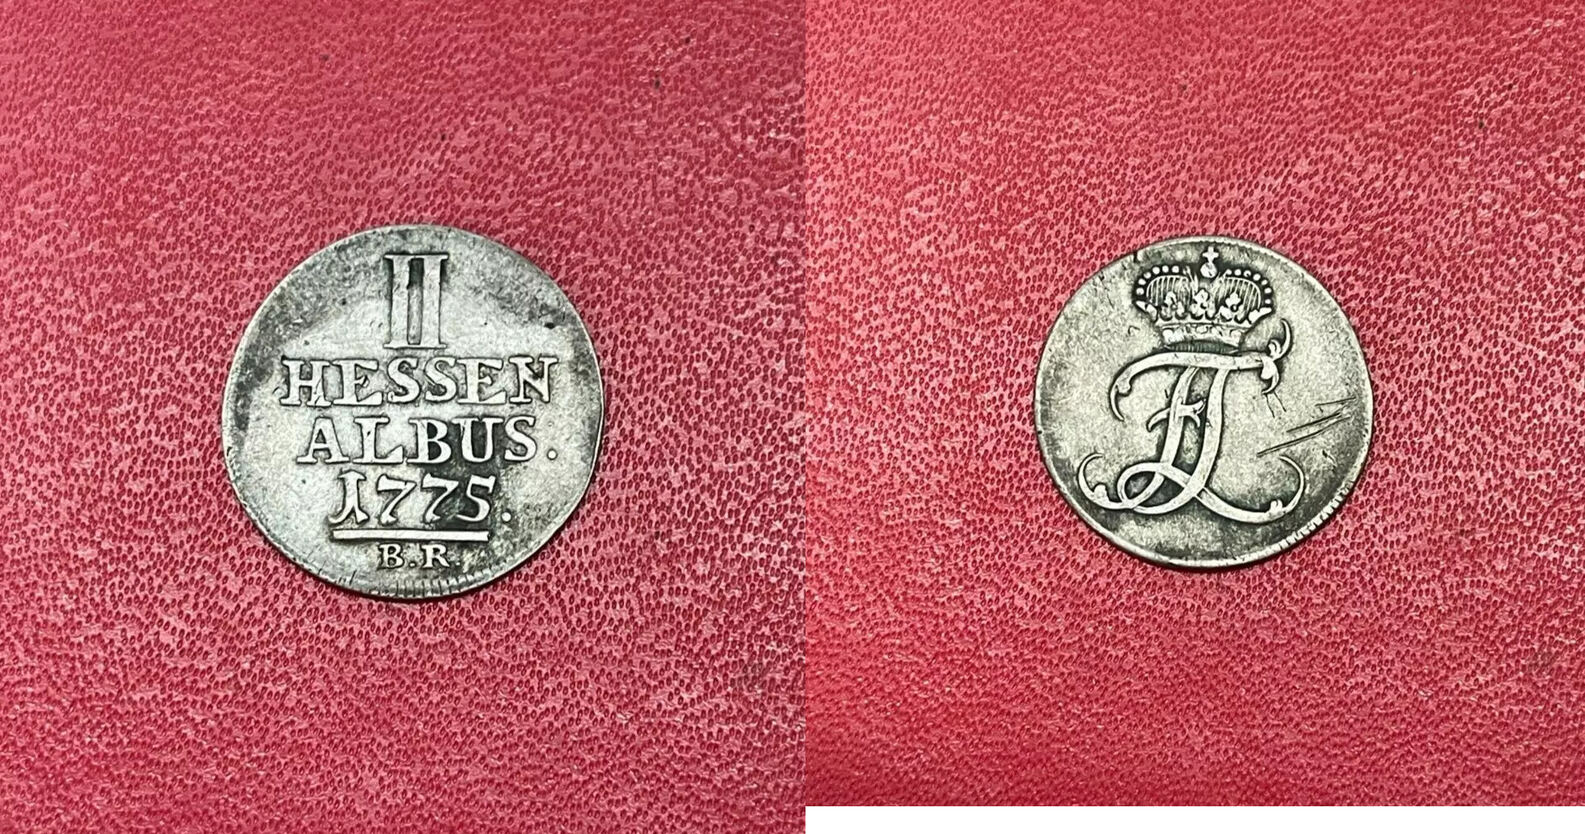 II
HESSEN
ALBUS.
1775.
B.R.
FL